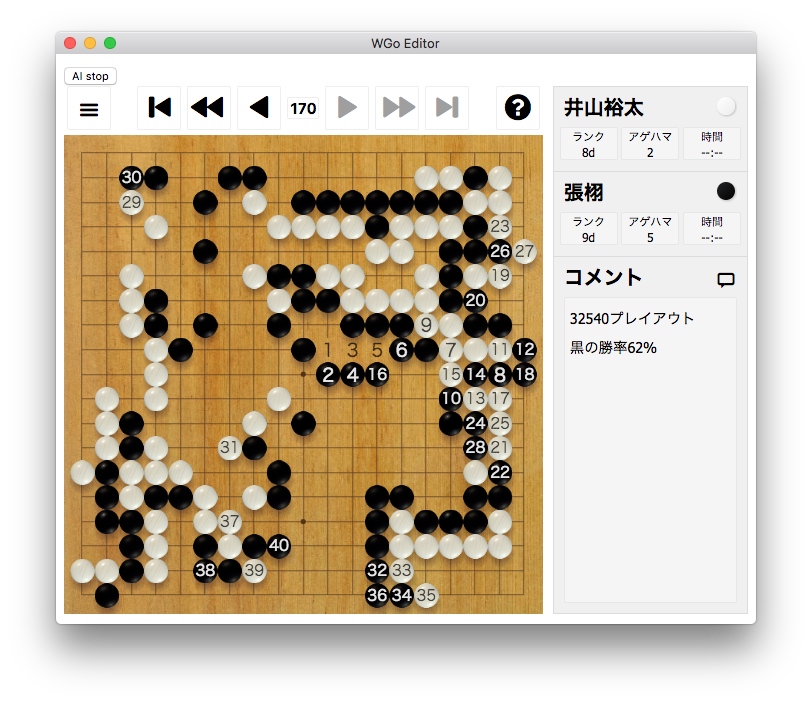 WGo Editor
AI stop
170
?
井山裕太
ランク
アゲハマ
時間
8d
2
--:--
張栩
ランク
アゲハマ
時間
9d
5
--:--
コメント
32540プレイアウト
黒の勝率62%
30
29
23
26 27
19
20
9
1 3 5 6 7 11 12
2 4 16 15 14 8 18
10 13 17
24 25
31 28 21
22
37
40
38 39 32 33
36 34 35